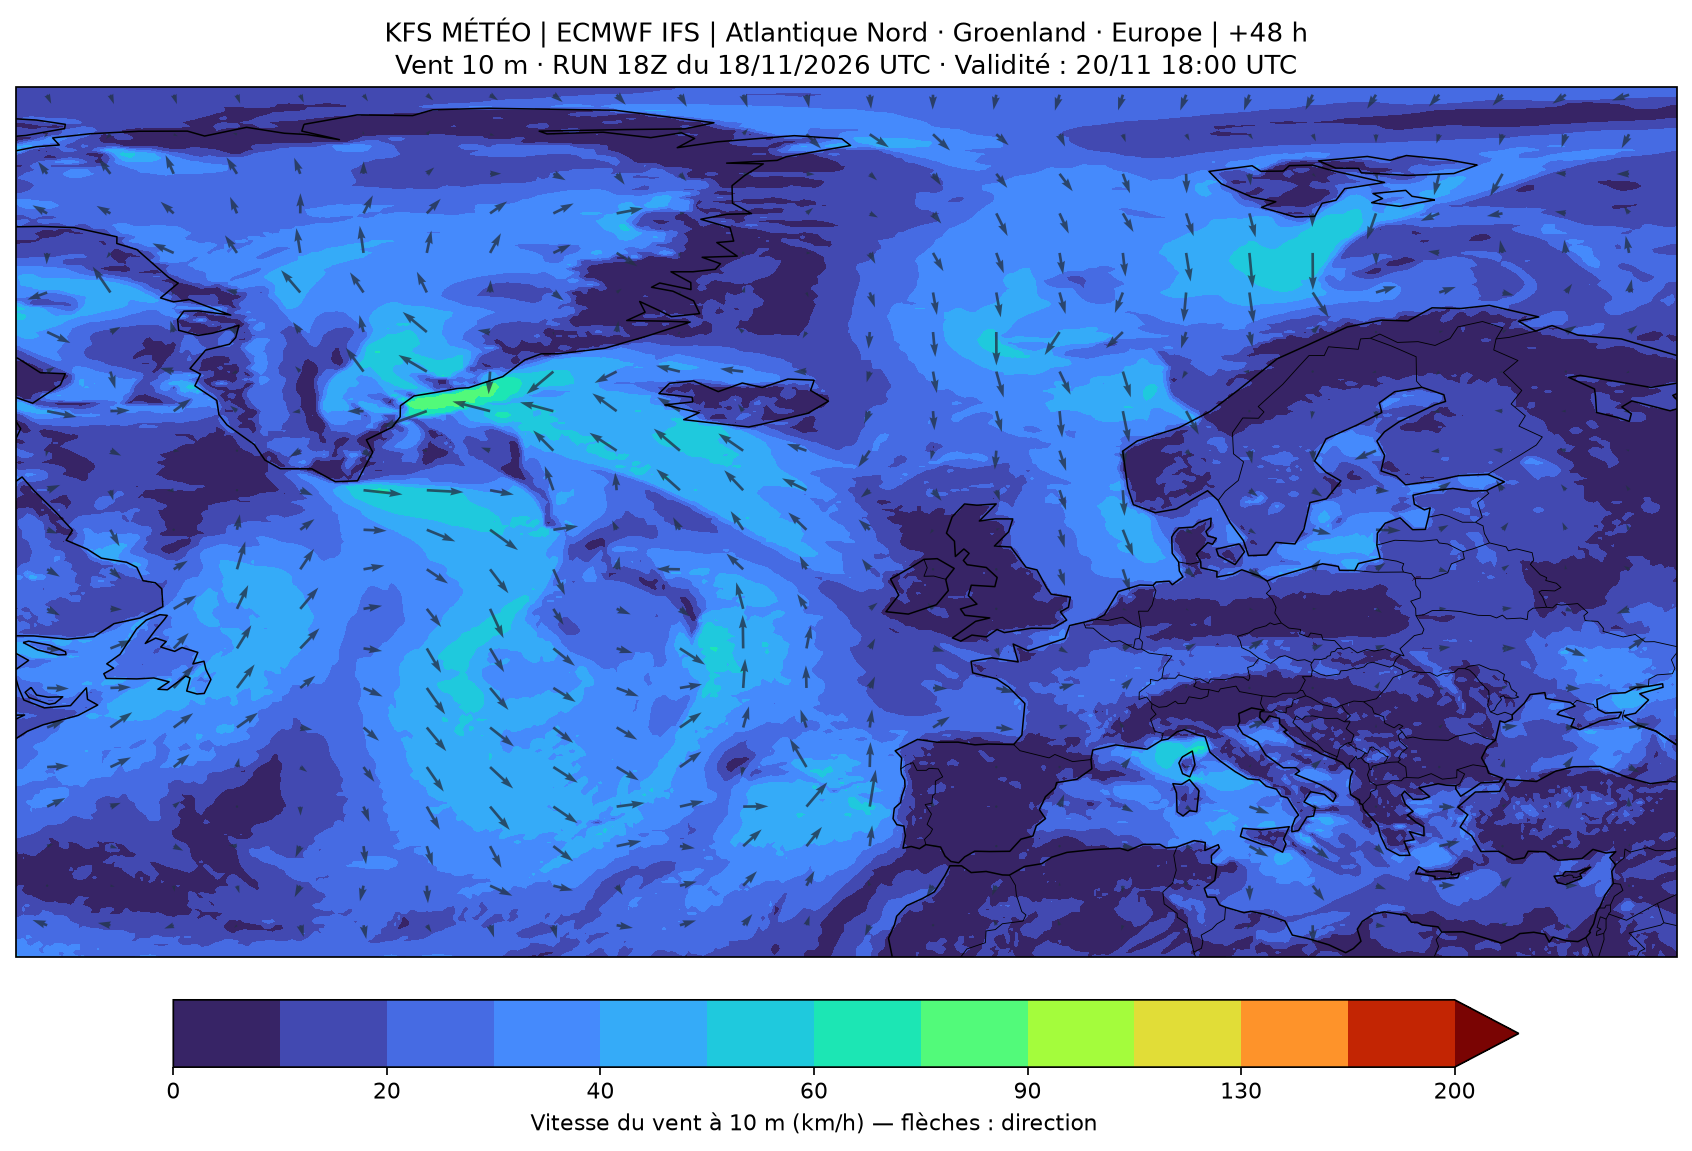 KFS MÉTÉO | ECMWF IFS | Atlantique Nord · Groenland · Europe | +48 h
Vent 10 m · RUN 18Z du 18/11/2026 UTC · Validité : 20/11 18:00 UTC
0 20 40 60 90 130 200
Vitesse du vent à 10 m (km/h) — flèches : direction